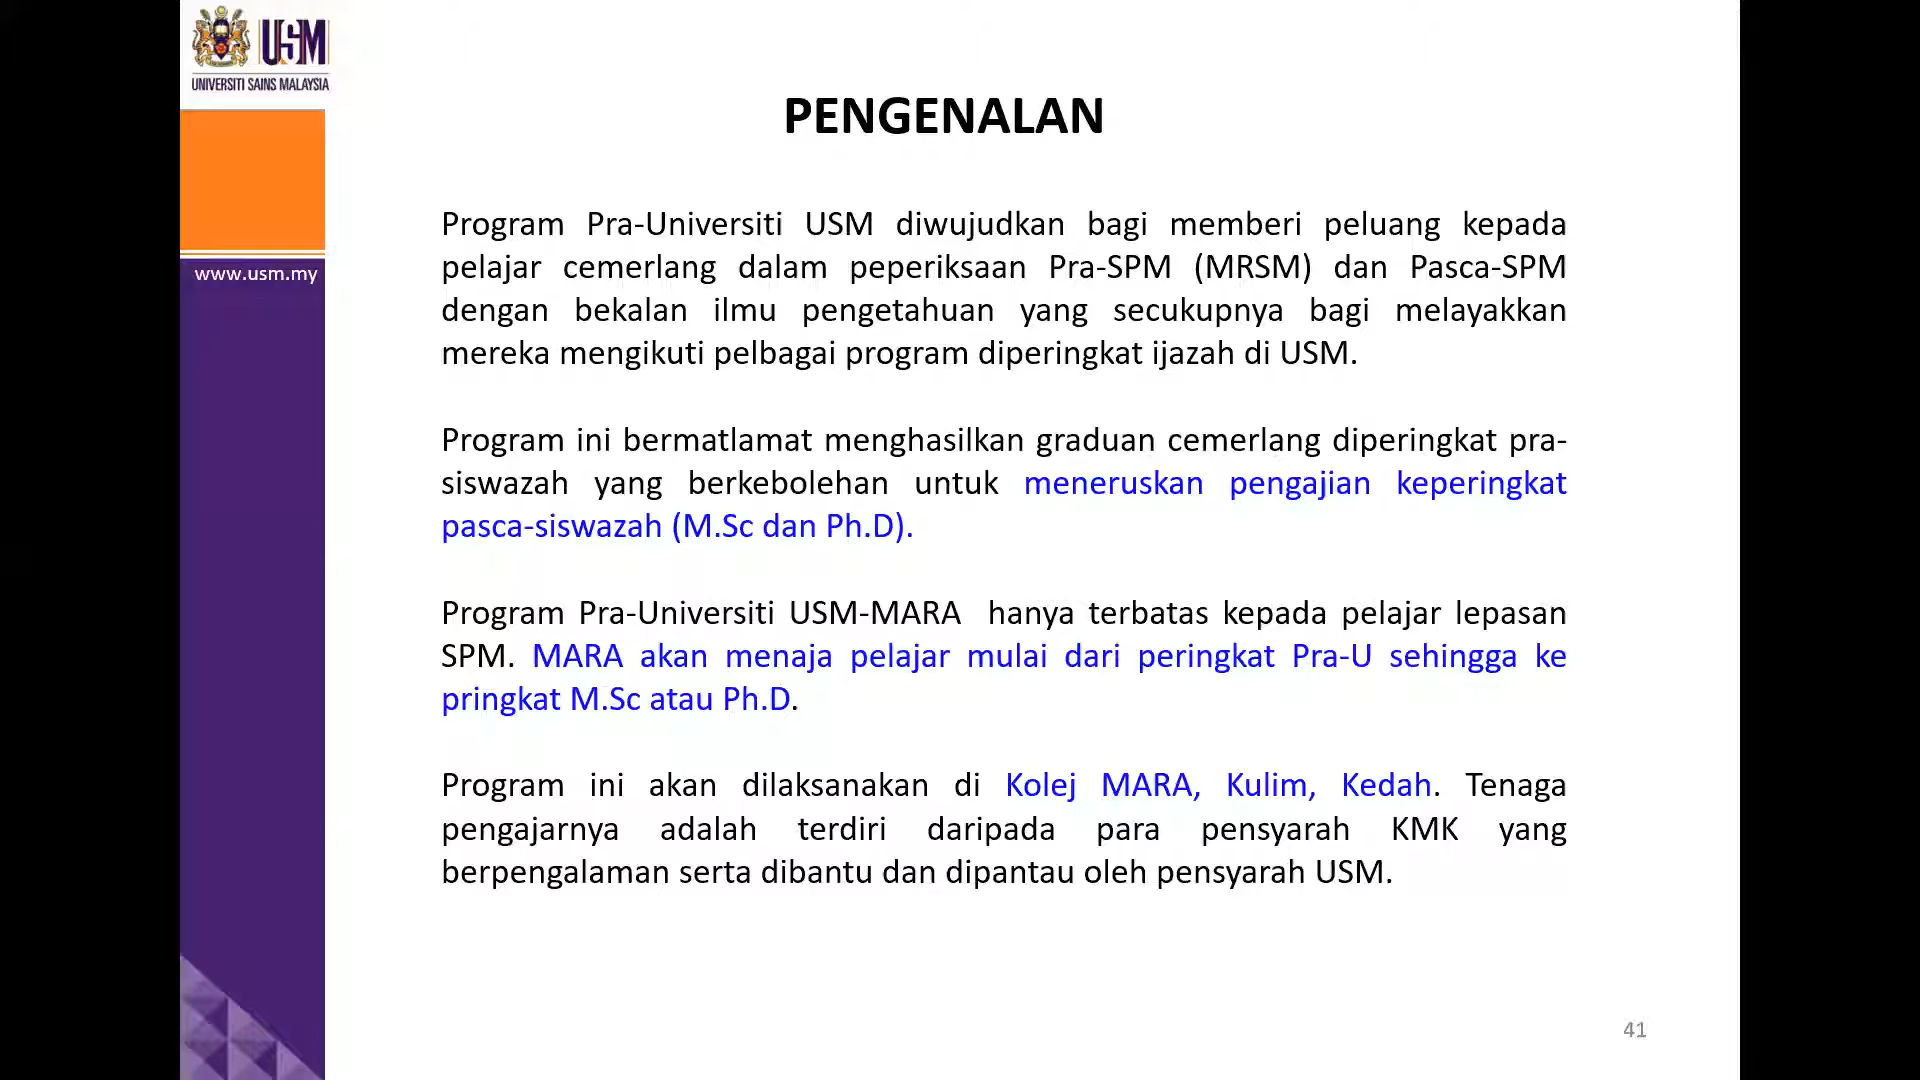 USM
UNIVERSITI SAINS MALAYSIA
www.usm.my
PENGENALAN
Program Pra-Universiti USM diwujudkan bagi memberi peluang kepada
pelajar cemerlang dalam peperiksaan Pra-SPM (MRSM) dan Pasca-SPM
dengan bekalan ilmu pengetahuan yang secukupnya bagi melayakkan
mereka mengikuti pelbagai program diperingkat ijazah di USM.
Program ini bermatlamat menghasilkan graduan cemerlang diperingkat pra-
siswazah yang berkebolehan untuk meneruskan pengajian keperingkat
pasca-siswazah (M.Sc dan Ph.D).
Program Pra-Universiti USM-MARA hanya terbatas kepada pelajar lepasan
SPM. MARA akan menaja pelajar mulai dari peringkat Pra-U sehingga ke
pringkat M.Sc atau Ph.D.
Program ini akan dilaksanakan di Kolej MARA, Kulim, Kedah. Tenaga
pengajarnya adalah terdiri daripada para pensyarah KMK yang
berpengalaman serta dibantu dan dipantau oleh pensyarah USM.
41